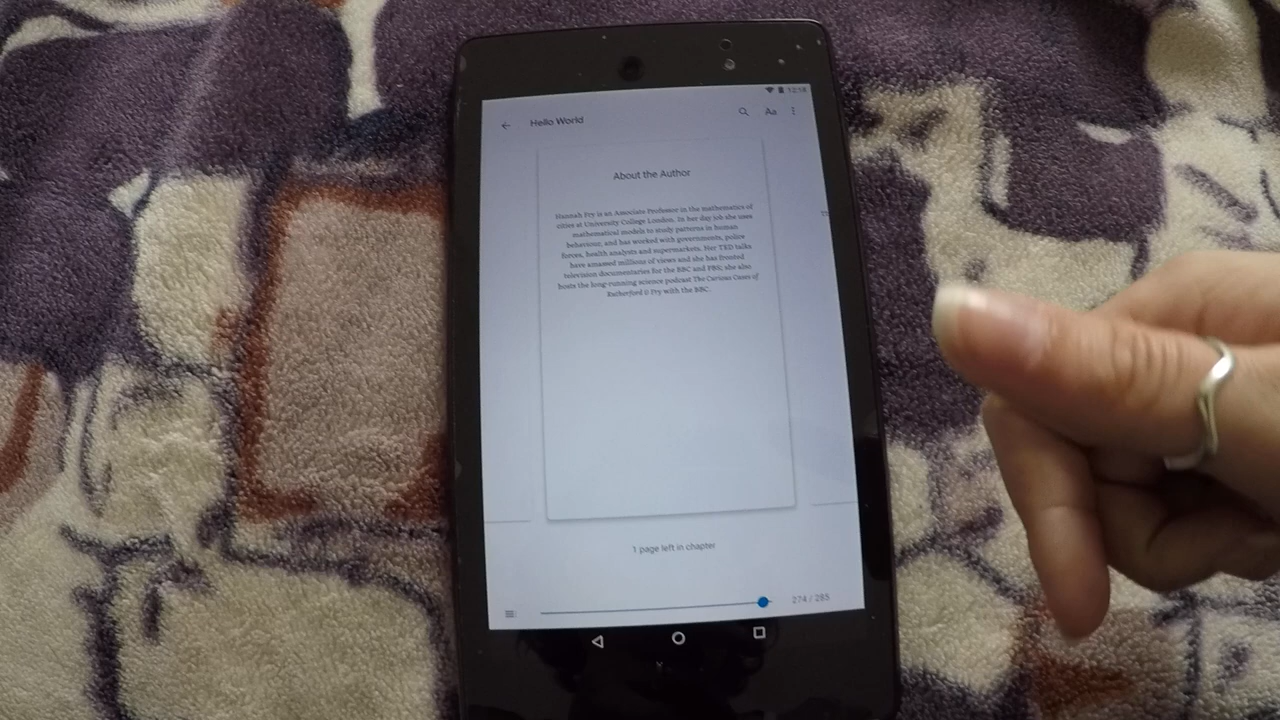 12:18
Hello World
Aa
About the Author
Hannah Fry is an Associate Professor in the mathematics of
cities at University College London. In her day job she uses
mathematical models to study patterns in human
behaviour, and has worked with governments, police
forces, health analysts and supermarkets. Her TED talks
have amassed millions of views and she has fronted
television documentaries for the BBC and PBS; she also
hosts the long-running science podcast The Curious Cases of
Rutherford & Fry with the BBC.
1 page left in chapter
274 / 285